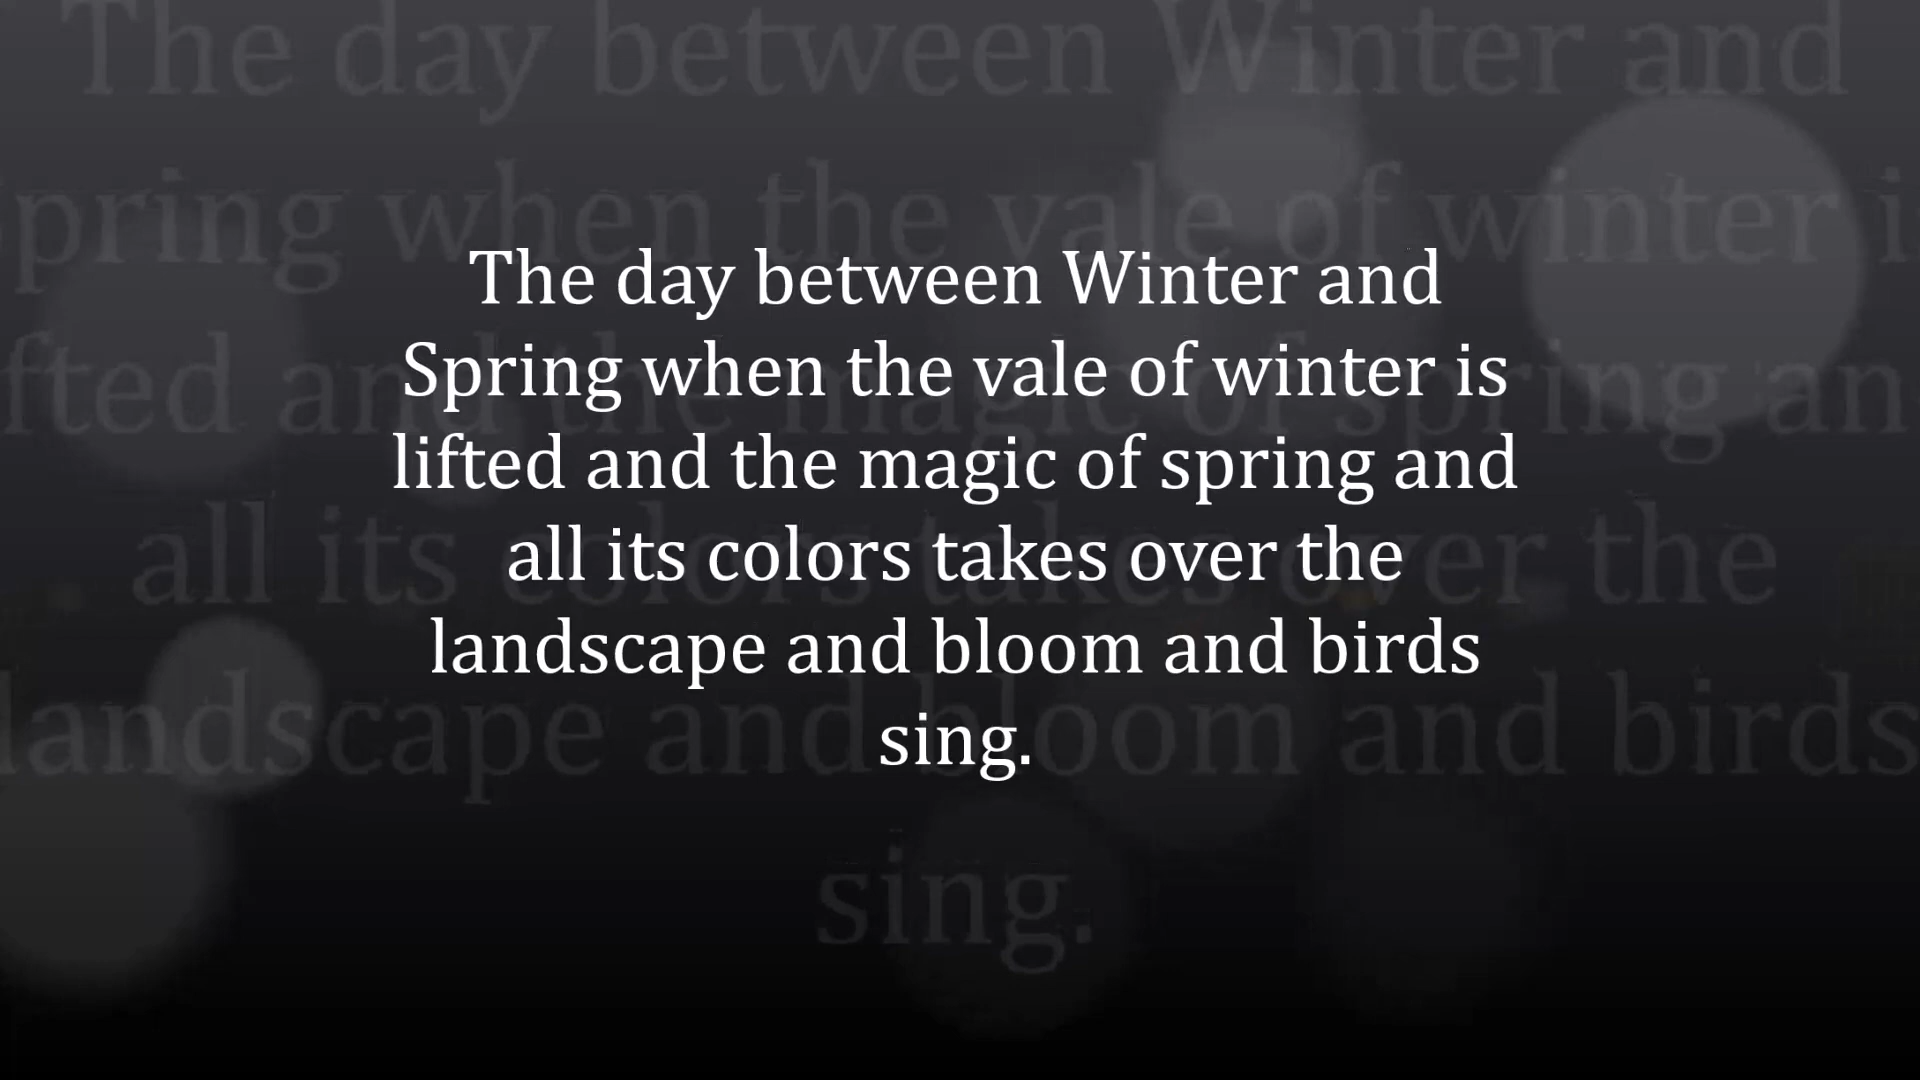 The day between Winter and
Spring when the vale of winter is
lifted and the magic of spring and
all its colors takes over the
landscape and bloom and birds
sing.